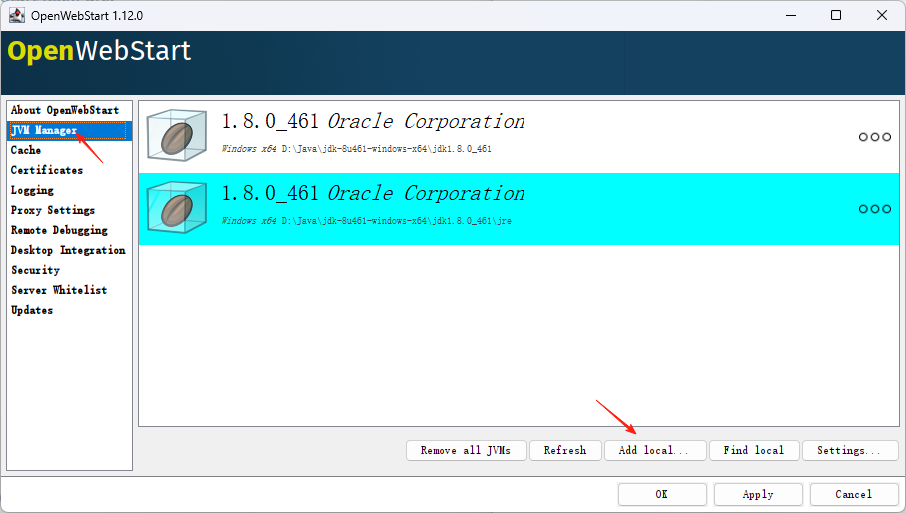 OpenWebStart 1.12.0
OpenWebStart
About OpenWebStart
JVM Manager
Cache
Certificates
Logging
Proxy Settings
Remote Debugging
Desktop Integration
Security
Server Whitelist
Updates
1.8.0_461 Oracle Corporation
Windows x64 D:\Java\jdk-8u461-windows-x64\jdk1.8.0_461
1.8.0_461 Oracle Corporation
Windows x64 D:\Java\jdk-8u461-windows-x64\jdk1.8.0_461\jre
Remove all JVMs Refresh Add local... Find local Settings...
OK Apply Cancel